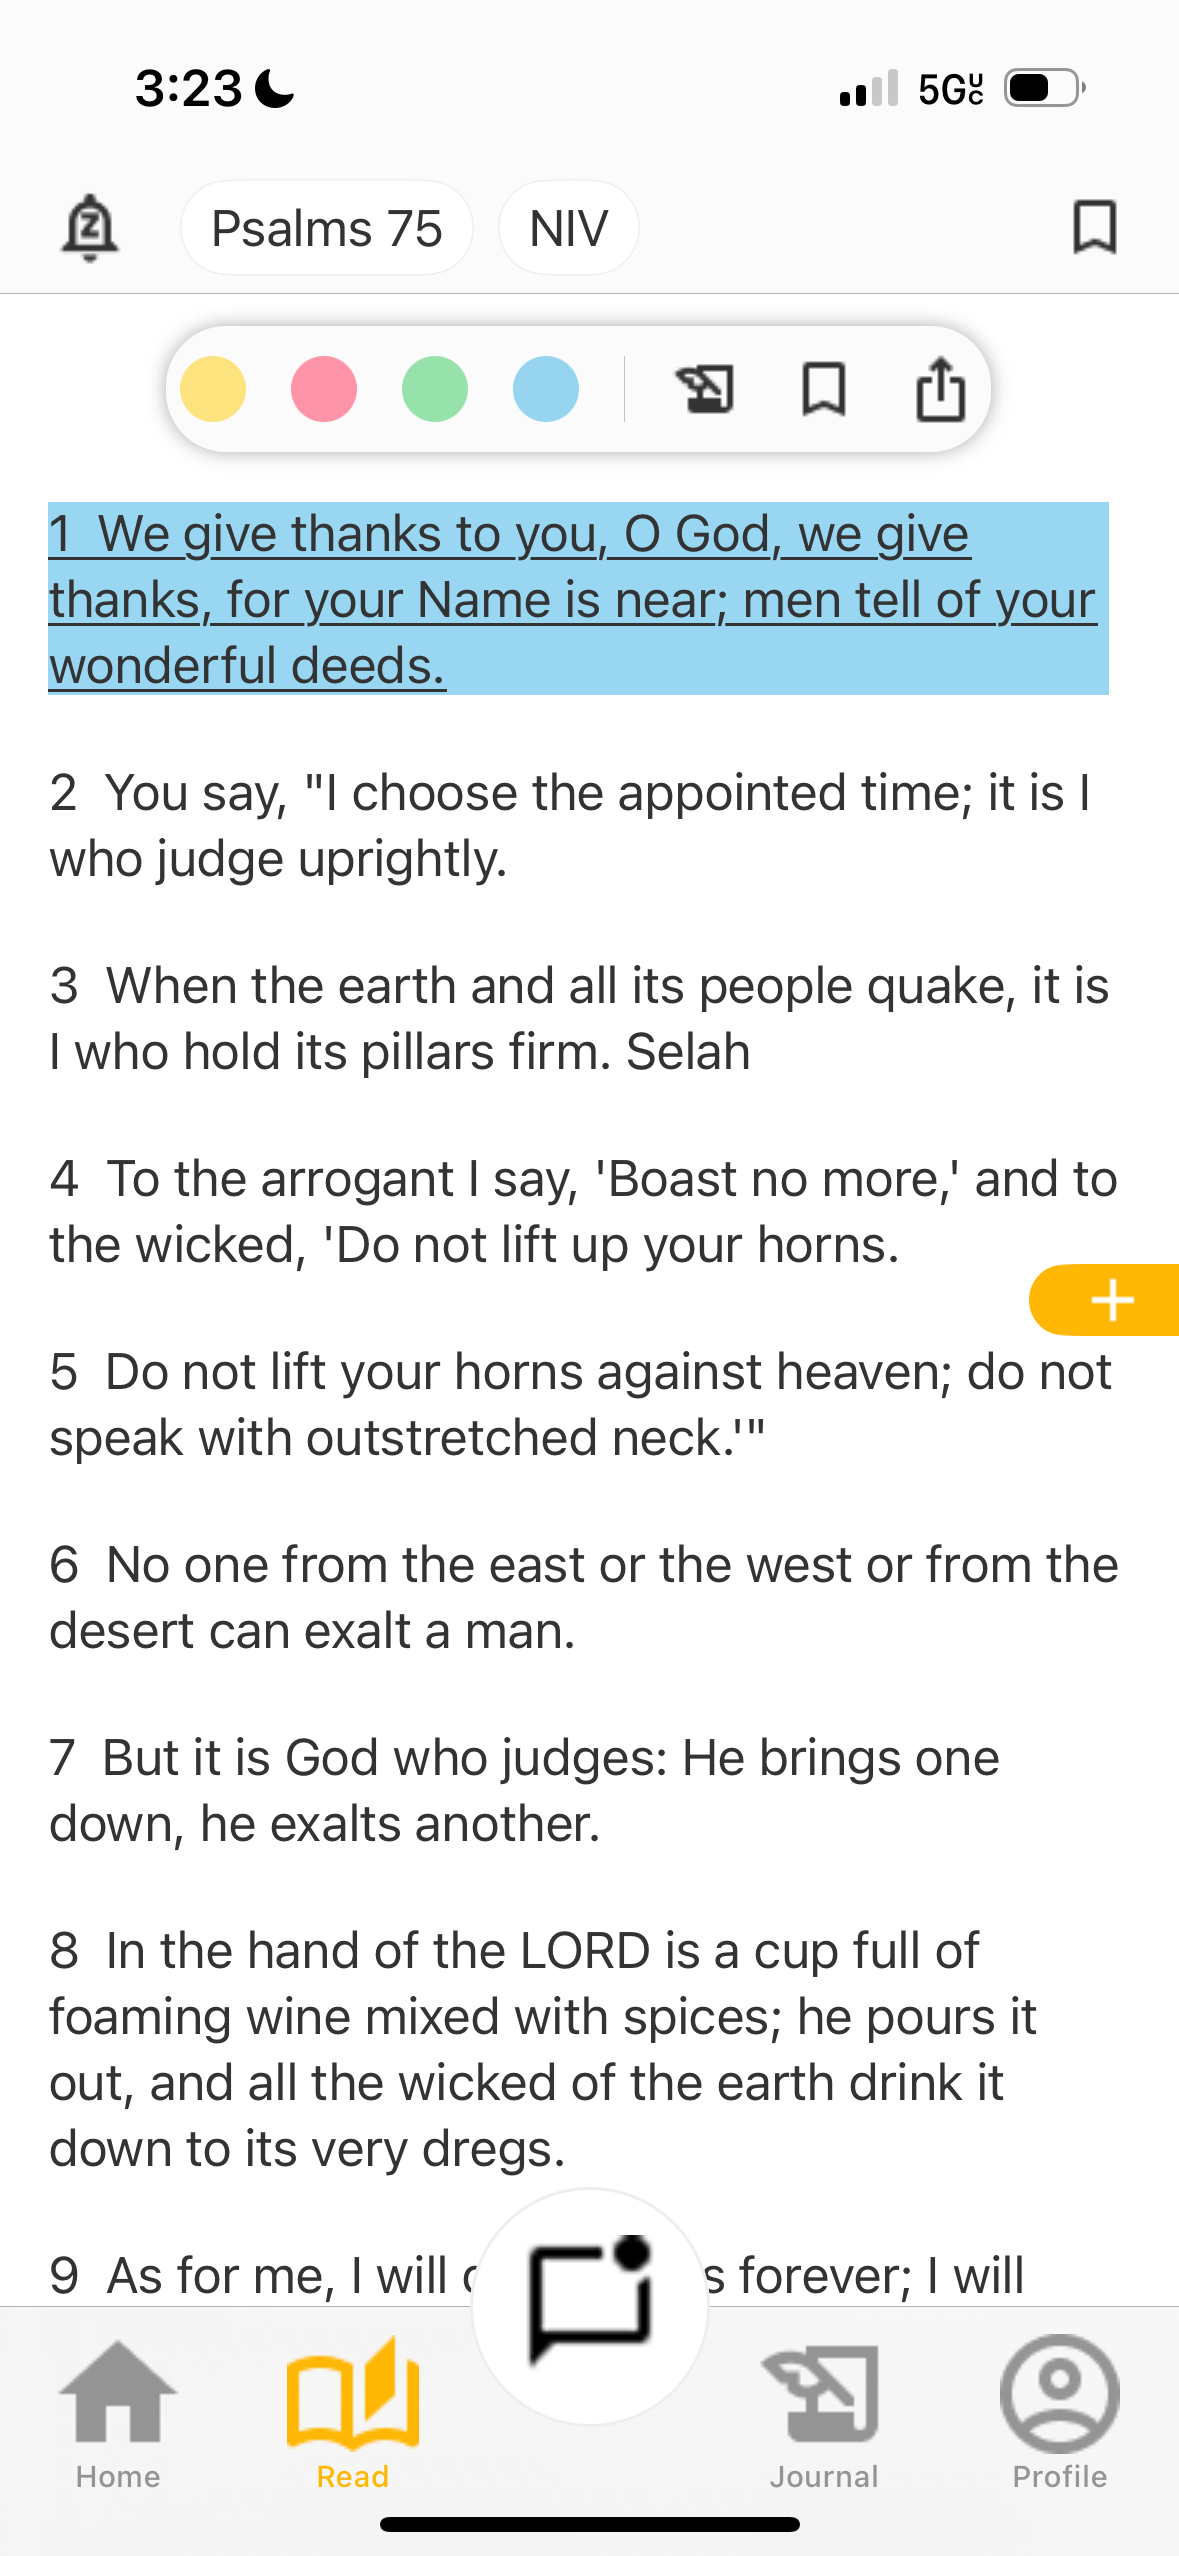 3:23
5GUC
Psalms 75
NIV
1 We give thanks to you, O God, we give
thanks, for your Name is near; men tell of your
wonderful deeds.
2 You say, "I choose the appointed time; it is I
who judge uprightly.
3 When the earth and all its people quake, it is
I who hold its pillars firm. Selah
4 To the arrogant I say, 'Boast no more,' and to
the wicked, 'Do not lift up your horns.
5 Do not lift your horns against heaven; do not
speak with outstretched neck.'"
6 No one from the east or the west or from the
desert can exalt a man.
7 But it is God who judges: He brings one
down, he exalts another.
8 In the hand of the LORD is a cup full of
foaming wine mixed with spices; he pours it
out, and all the wicked of the earth drink it
down to its very dregs.
9 As for me, I will forever; I will
Home
Read
Journal
Profile